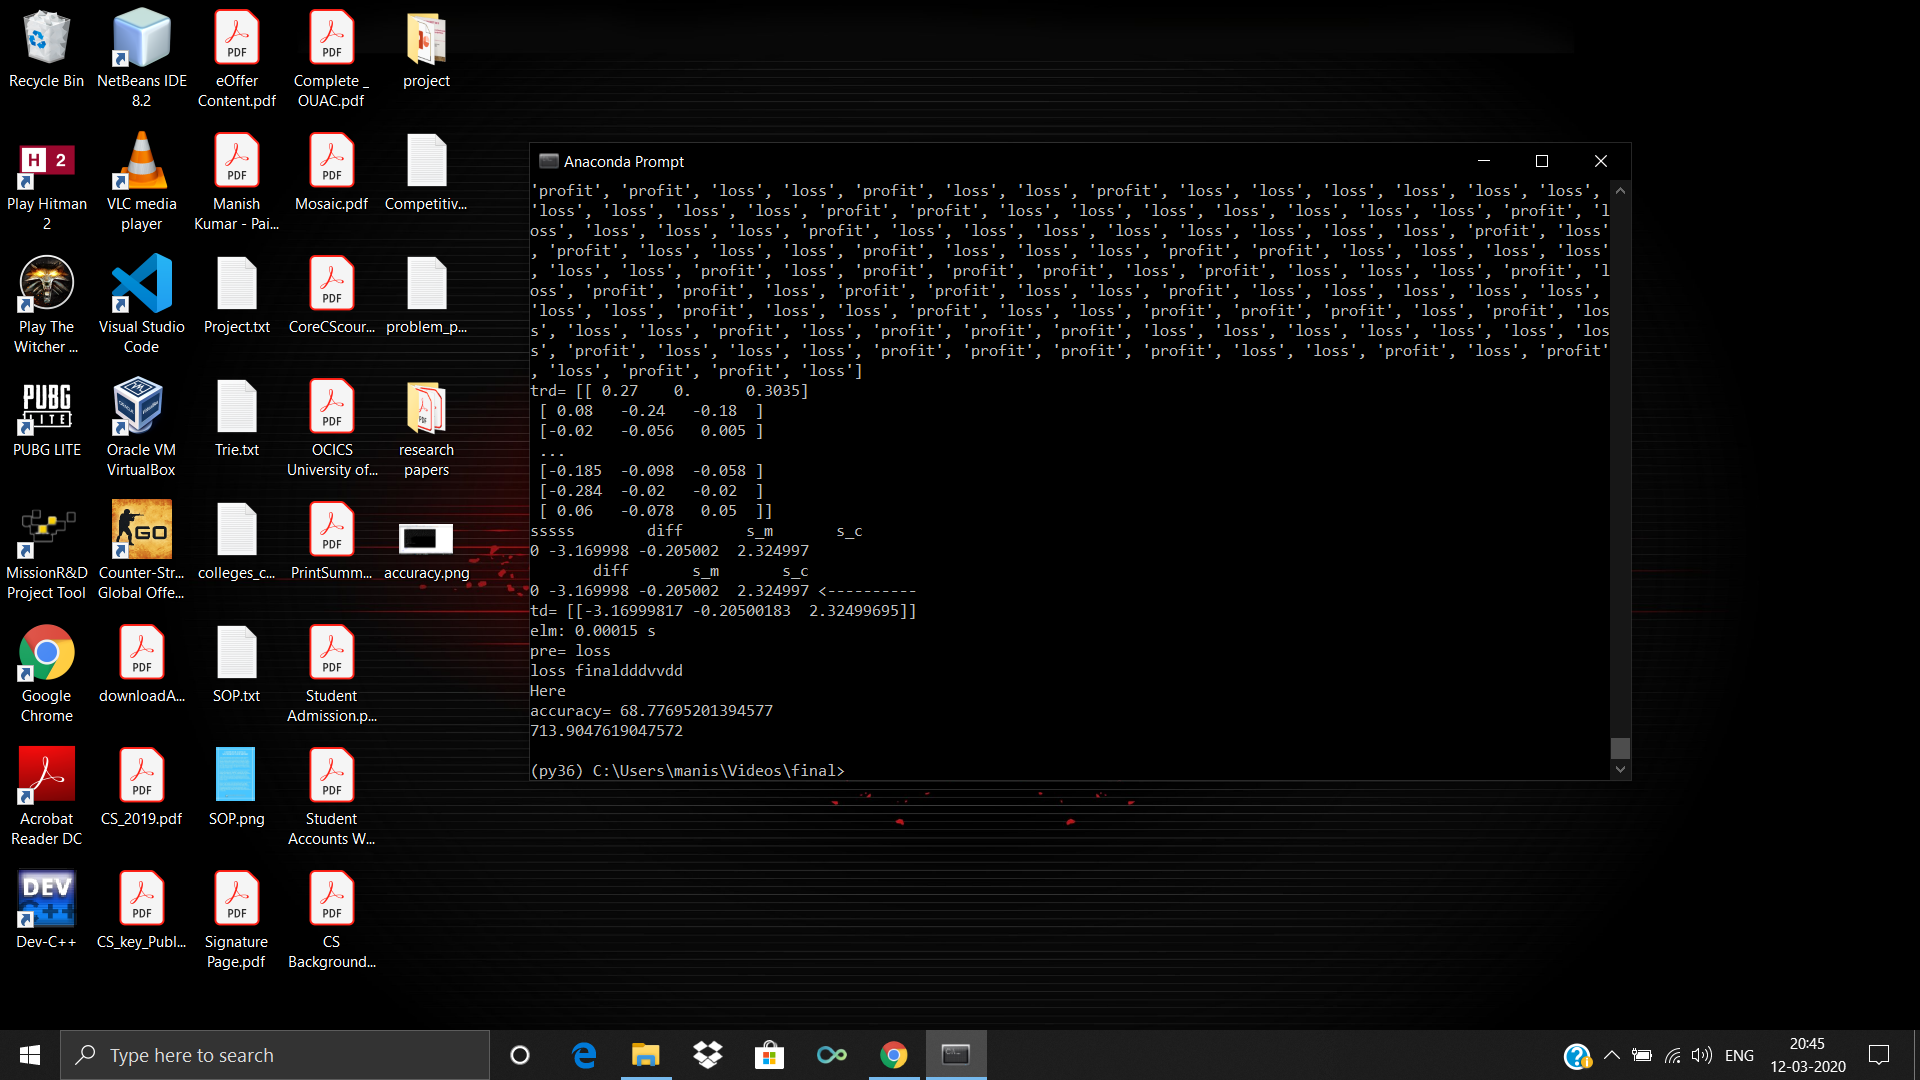 Recycle Bin
NetBeans IDE
8.2
eOffer
Content.pdf
Complete _
OUAC.pdf
project
H 2
Play Hitman
2
VLC media
player
Manish
Kumar - Pai...
Mosaic.pdf
Competitiv...
Play The
Witcher ...
Visual Studio
Code
Project.txt
CoreCScour...
problem_p...
PUBG
LITE
PUBG LITE
Oracle VM
VirtualBox
Trie.txt
OCICS
University of...
research
papers
MissionR&D
Project Tool
GO
Counter-Str...
Global Offe...
colleges_c...
PrintSumm...
accuracy.png
Google
Chrome
downloadA...
SOP.txt
Student
Admission.p...
Acrobat
Reader DC
CS_2019.pdf
SOP.png
Student
Accounts W...
DEV
C++
Dev-C++
CS_key_Publ...
Signature
Page.pdf
CS
Background...
PDF
PDF
PDF
PDF
PDF
PDF
PDF
PDF
PDF
PDF
PDF
PDF
PDF
PDF
Anaconda Prompt
'profit', 'profit', 'loss', 'loss', 'profit', 'loss', 'loss', 'profit', 'loss', 'loss', 'loss', 'loss', 'loss', 'loss',
'loss', 'loss', 'loss', 'loss', 'profit', 'profit', 'loss', 'loss', 'loss', 'loss', 'loss', 'loss', 'loss', 'profit', 'l
oss', 'loss', 'loss', 'loss', 'profit', 'loss', 'loss', 'loss', 'loss', 'loss', 'loss', 'loss', 'loss', 'profit', 'loss'
, 'profit', 'loss', 'loss', 'loss', 'profit', 'loss', 'loss', 'loss', 'profit', 'profit', 'loss', 'loss', 'loss', 'loss'
, 'loss', 'loss', 'profit', 'loss', 'profit', 'profit', 'profit', 'loss', 'profit', 'loss', 'loss', 'loss', 'profit', 'l
oss', 'profit', 'profit', 'loss', 'profit', 'profit', 'loss', 'loss', 'profit', 'loss', 'loss', 'loss', 'loss', 'loss',
'loss', 'loss', 'profit', 'loss', 'loss', 'profit', 'loss', 'profit', 'profit', 'profit', 'loss', 'profit', 'loss', 'los
s', 'loss', 'loss', 'profit', 'loss', 'profit', 'profit', 'profit', 'loss', 'loss', 'loss', 'loss', 'loss', 'loss', 'los
s', 'profit', 'loss', 'loss', 'loss', 'profit', 'profit', 'profit', 'profit', 'loss', 'loss', 'profit', 'loss', 'profit'
, 'loss', 'profit', 'profit', 'loss']
trd= [[ 0.27    0.      0.3035]
 [ 0.08   -0.24   -0.18  ]
 [-0.02   -0.056   0.005 ]
 ...
 [-0.185  -0.098  -0.058 ]
 [-0.284  -0.02   -0.02  ]
 [ 0.06   -0.078   0.05  ]]
sssss        diff       s_m       s_c
0 -3.169998 -0.205002  2.324997
       diff       s_m       s_c
0 -3.169998 -0.205002  2.324997 <----------
td= [[-3.16999817 -0.20500183  2.32499695]]
elm: 0.00015 s
pre= loss
loss finaldddvvdd
Here
accuracy= 68.77695201394577
713.9047619047572
(py36) C:\Users\manis\Videos\final>
Type here to search
ENG
20:45
12-03-2020